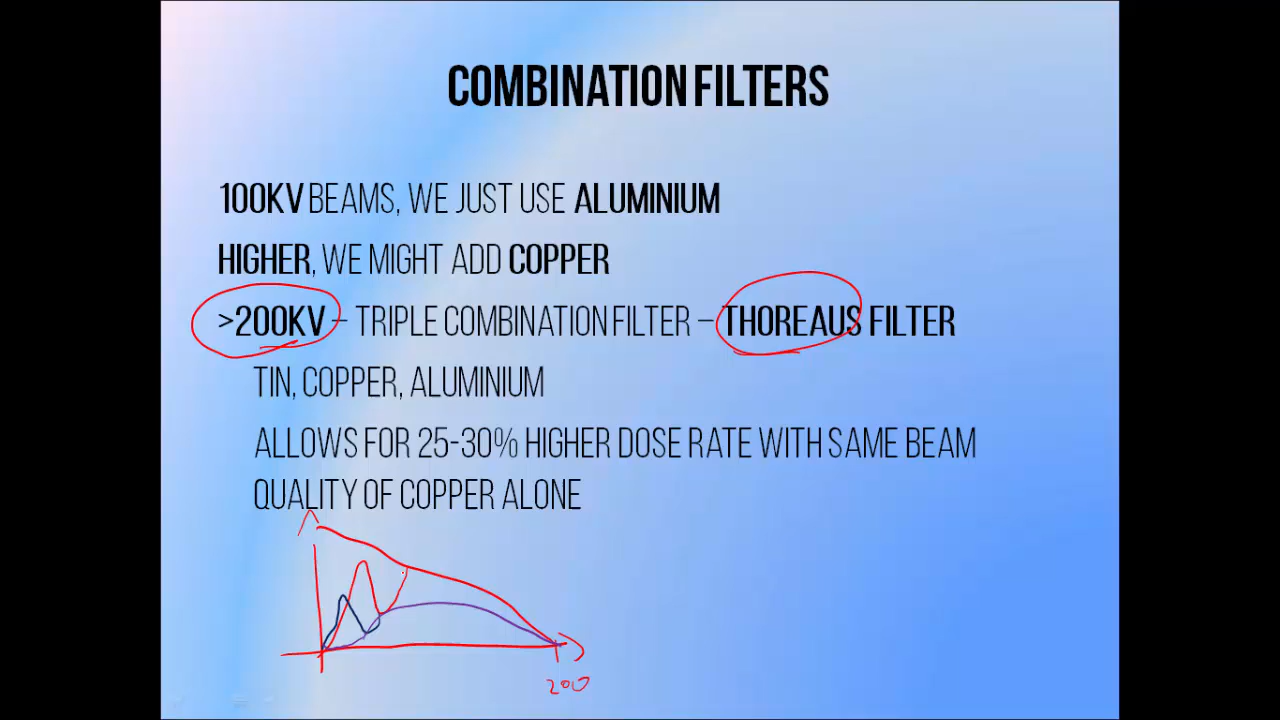 COMBINATION FILTERS
100KV BEAMS, WE JUST USE ALUMINIUM
HIGHER, WE MIGHT ADD COPPER
>200KV – TRIPLE COMBINATION FILTER – THOREAUS FILTER
TIN, COPPER, ALUMINIUM
ALLOWS FOR 25-30% HIGHER DOSE RATE WITH SAME BEAM
QUALITY OF COPPER ALONE
200